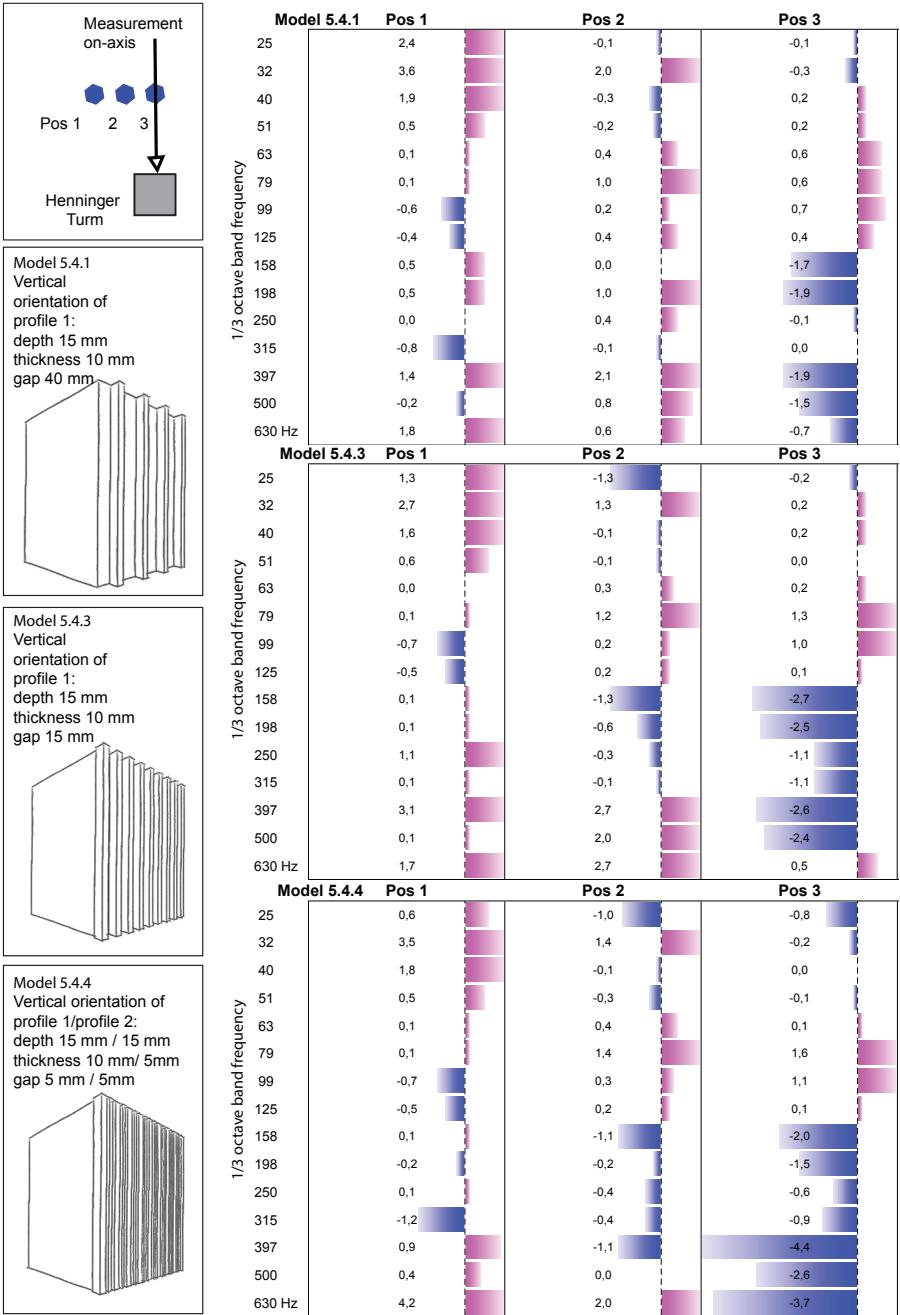 Measurement
on-axis
Pos 1 2 3
Henninger
Turm
Model 5.4.1
Vertical
orientation of
profile 1:
depth 15 mm
thickness 10 mm
gap 40 mm
Model 5.4.3
Vertical
orientation of
profile 1:
depth 15 mm
thickness 10 mm
gap 15 mm
Model 5.4.4
Vertical orientation of
profile 1/profile 2:
depth 15 mm / 15 mm
thickness 10 mm/ 5mm
gap 5 mm / 5mm
Model 5.4.1 Pos 1 Pos 2 Pos 3
1/3 octave band frequency
25 2,4 -0,1 -0,1
32 3,6 2,0 -0,3
40 1,9 -0,3 0,2
51 0,5 -0,2 0,2
63 0,1 0,4 0,6
79 0,1 1,0 0,6
99 -0,6 0,2 0,7
125 -0,4 0,4 0,4
158 0,5 0,0 -1,7
198 0,5 1,0 -1,9
250 0,0 0,4 -0,1
315 -0,8 -0,1 0,0
397 1,4 2,1 -1,9
500 -0,2 0,8 -1,5
630 Hz 1,8 0,6 -0,7
Model 5.4.3 Pos 1 Pos 2 Pos 3
1/3 octave band frequency
25 1,3 -1,3 -0,2
32 2,7 1,3 0,2
40 1,6 -0,1 0,2
51 0,6 -0,1 0,0
63 0,0 0,3 0,2
79 0,1 1,2 1,3
99 -0,7 0,2 1,0
125 -0,5 0,2 0,1
158 0,1 -1,3 -2,7
198 0,1 -0,6 -2,5
250 1,1 -0,3 -1,1
315 0,1 -0,1 -1,1
397 3,1 2,7 -2,6
500 0,1 2,0 -2,4
630 Hz 1,7 2,7 0,5
Model 5.4.4 Pos 1 Pos 2 Pos 3
1/3 octave band frequency
25 0,6 -1,0 -0,8
32 3,5 1,4 -0,2
40 1,8 -0,1 0,0
51 0,5 -0,3 -0,1
63 0,1 0,4 0,1
79 0,1 1,4 1,6
99 -0,7 0,3 1,1
125 -0,5 0,2 0,1
158 0,1 -1,1 -2,0
198 -0,2 -0,2 -1,5
250 0,1 -0,4 -0,6
315 -1,2 -0,4 -0,9
397 0,9 -1,1 -4,4
500 0,4 0,0 -2,6
630 Hz 4,2 2,0 -3,7